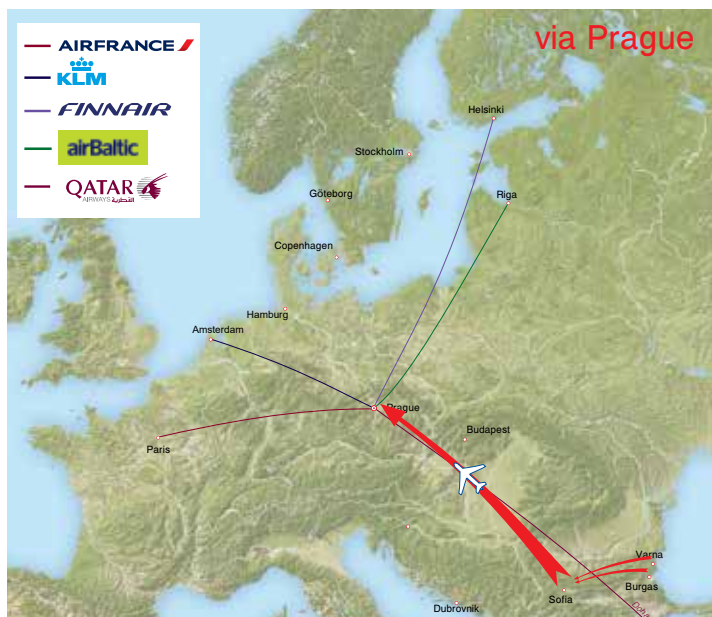 via Prague
AIRFRANCE
KLM
FINNAIR
airBaltic
QATAR
AIRWAYS القطرية
Helsinki
Stockholm
Göteborg
Riga
Copenhagen
Hamburg
Amsterdam
Prague
Budapest
Paris
Varna
Burgas
Sofia
Dubrovnik
Doha